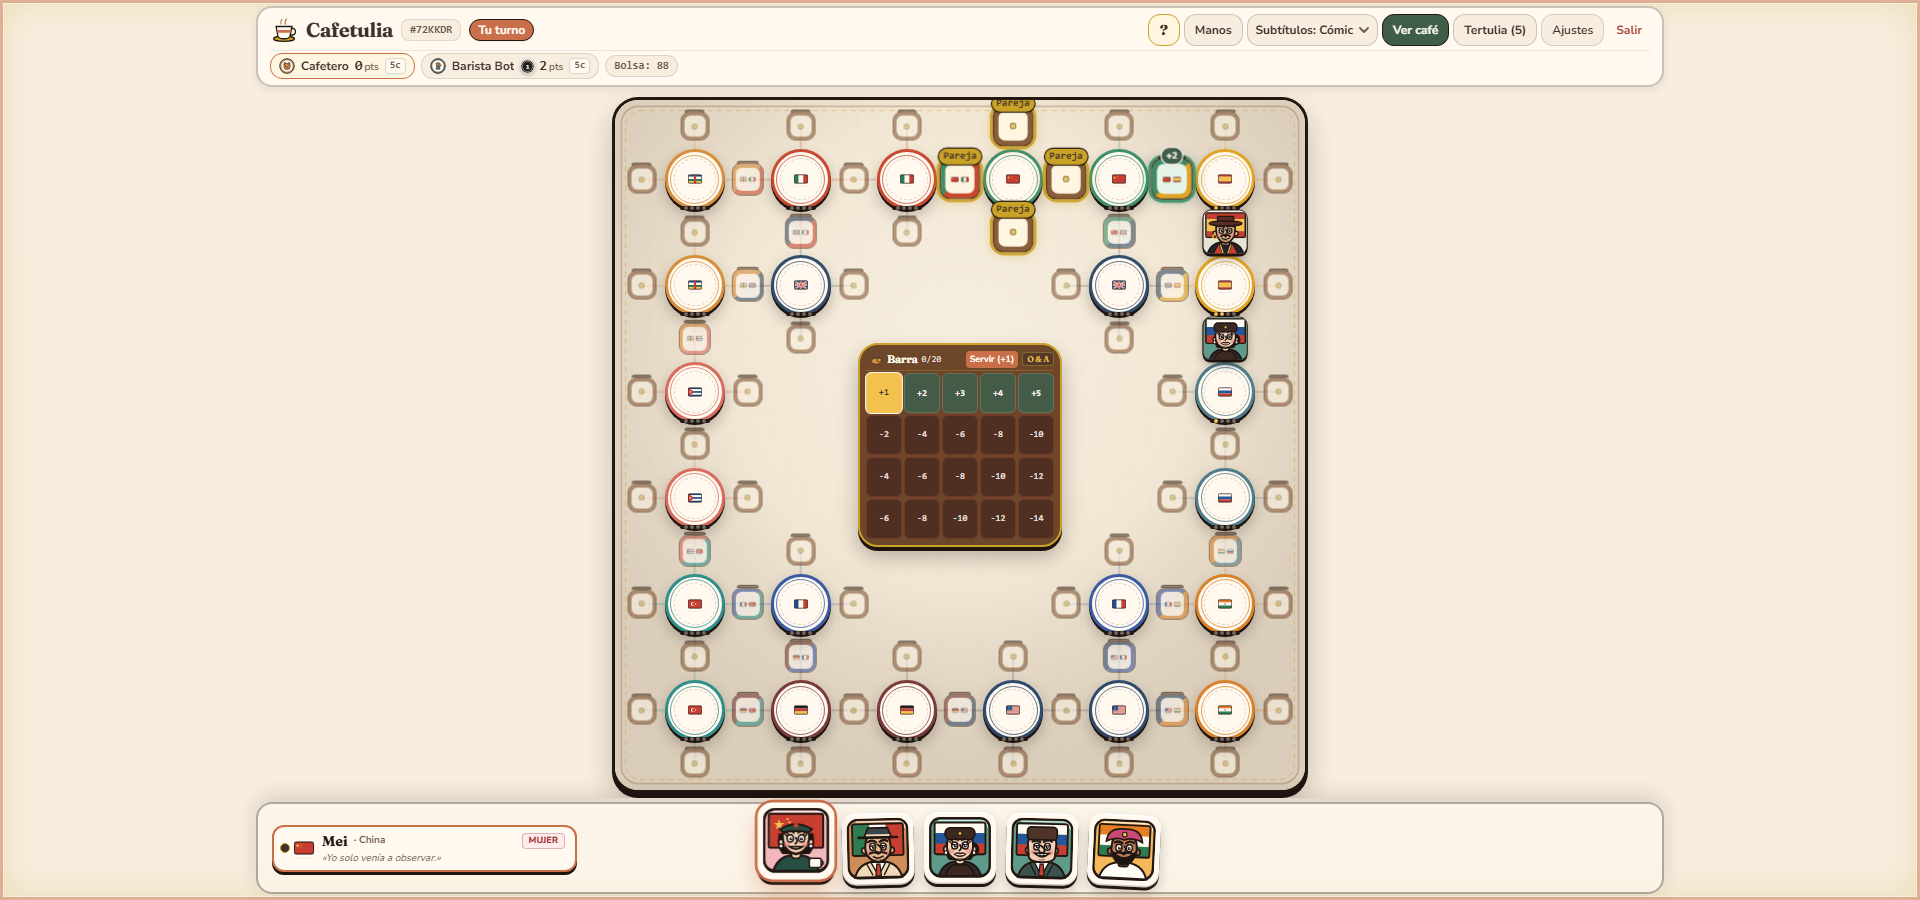 Cafetulia #72KKDR Tu turno ? Manos Subtítulos: Cómic Ver café Tertulia (5) Ajustes Salir
Cafetero 0 pts 5c Barista Bot 1 2 pts 5c Bolsa: 88
Pareja
Pareja Pareja +2
Pareja
Barra 0/20 Servir (+1) O & A
+1 +2 +3 +4 +5
-2 -4 -6 -8 -10
-4 -6 -8 -10 -12
-6 -8 -10 -12 -14
Mei · China MUJER
«Yo solo venía a observar.»